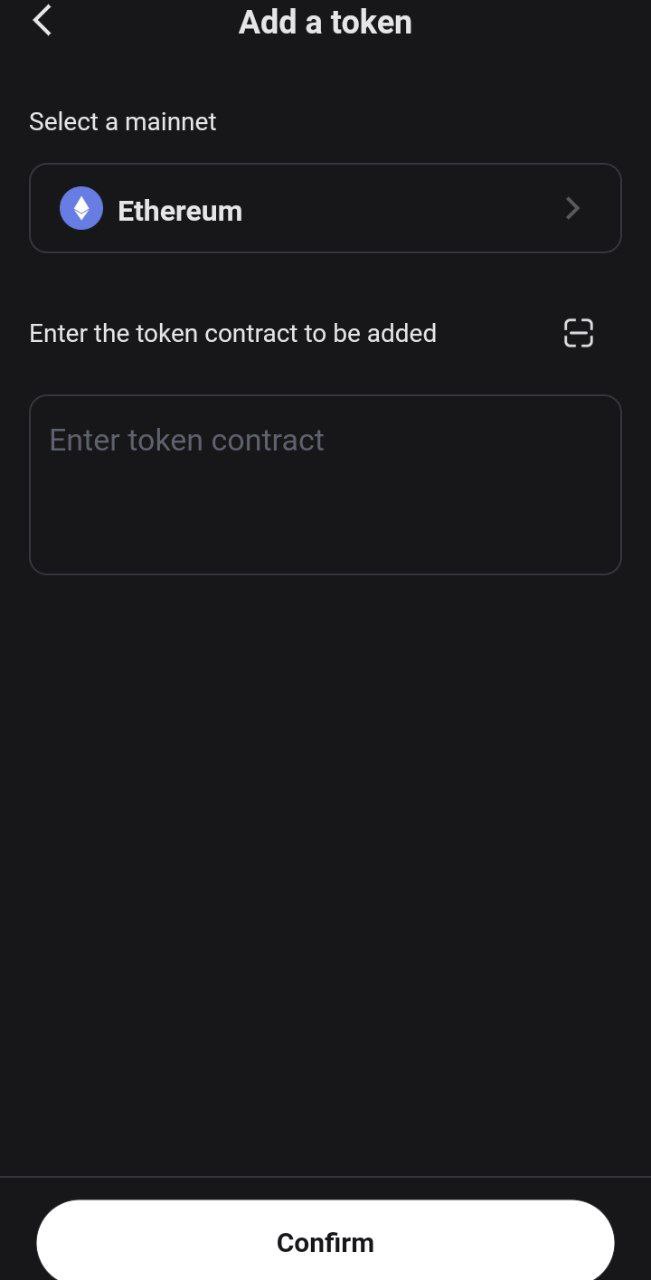 Add a token
Select a mainnet
Ethereum
Enter the token contract to be added
Enter token contract
Confirm